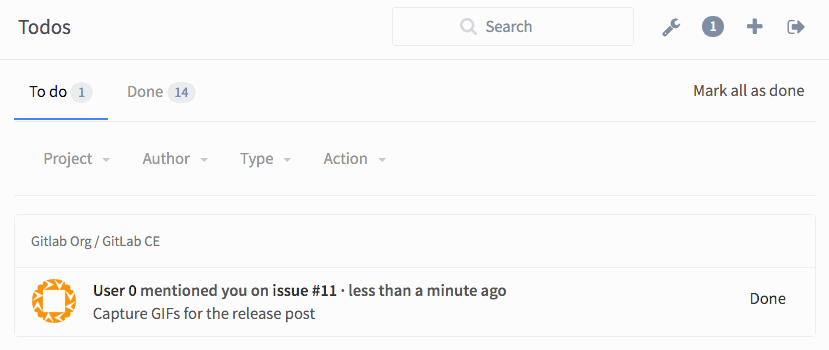 Todos
Search
1
To do 1
Done 14
Mark all as done
Project
Author
Type
Action
Gitlab Org / GitLab CE
User 0 mentioned you on issue #11 · less than a minute ago
Capture GIFs for the release post
Done